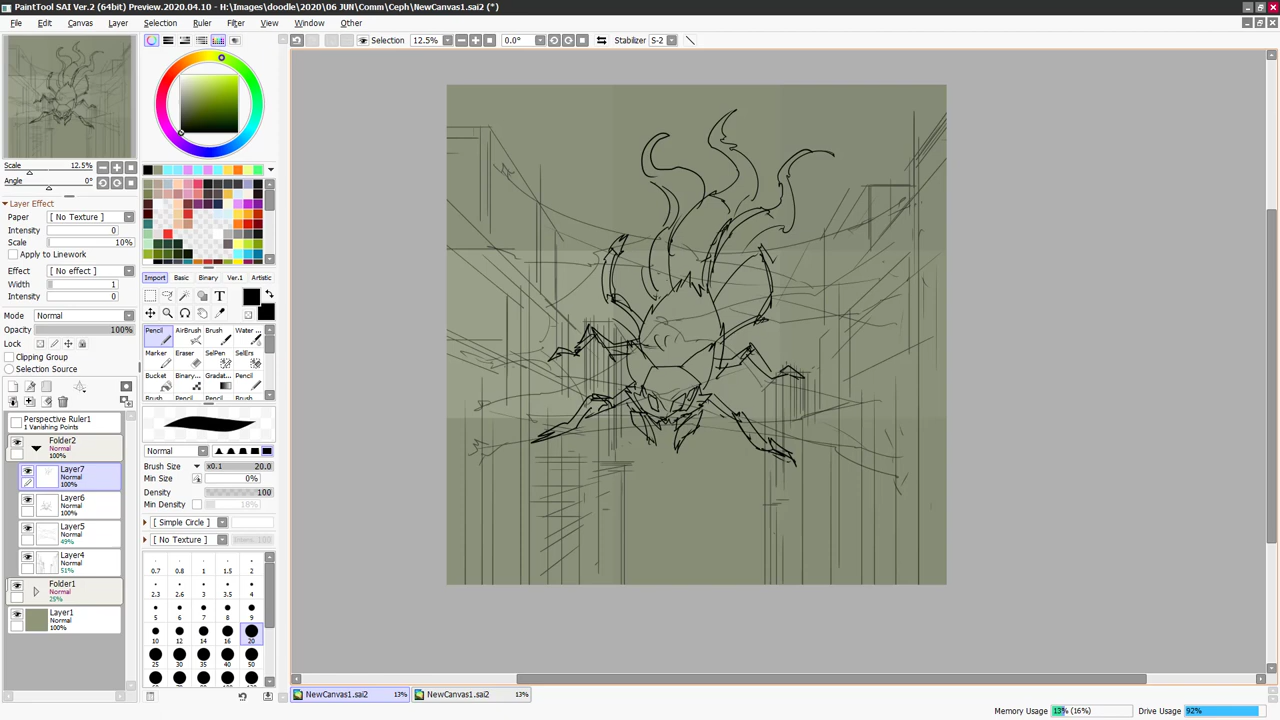 PaintTool SAI Ver.2 (64bit) Preview.2020.04.10 - H:\Images\doodle\2020\06 JUN\Comm\Ceph\NewCanvas1.sai2 (*)
File Edit Canvas Layer Selection Ruler Filter View Window Other
Selection 12.5% 0.0° Stabilizer S-2
Scale 12.5%
Angle 0°
Layer Effect
Paper [ No Texture ]
Intensity 0
Scale 10%
Apply to Linework
Effect [ No effect ]
Width 1
Intensity 0
Mode Normal
Opacity 100%
Lock
Clipping Group
Selection Source
Perspective Ruler1
1 Vanishing Points
Folder2
Normal
100%
Layer7
Normal
100%
Layer6
Normal
100%
Layer5
Normal
49%
Layer4
Normal
51%
Folder1
Normal
25%
Layer1
Normal
100%
Import Basic Binary Ver.1 Artistic
T
Pencil AirBrush Brush Water ...
Marker Eraser SelPen SelErs
Bucket Binary... Gradat... Pencil
Brush Pencil Pencil Brush
Normal
Brush Size x0.1 20.0
Min Size 0%
Density 100
Min Density 18%
[ Simple Circle ]
[ No Texture ]
0.7 0.8 1 1.5 2
2.3 2.6 3 3.5 4
5 6 7 8 9
10 12 14 16 20
25 30 35 40 50
NewCanvas1.sai2 13% NewCanvas1.sai2 13%
Memory Usage 13% (16%) Drive Usage 92%